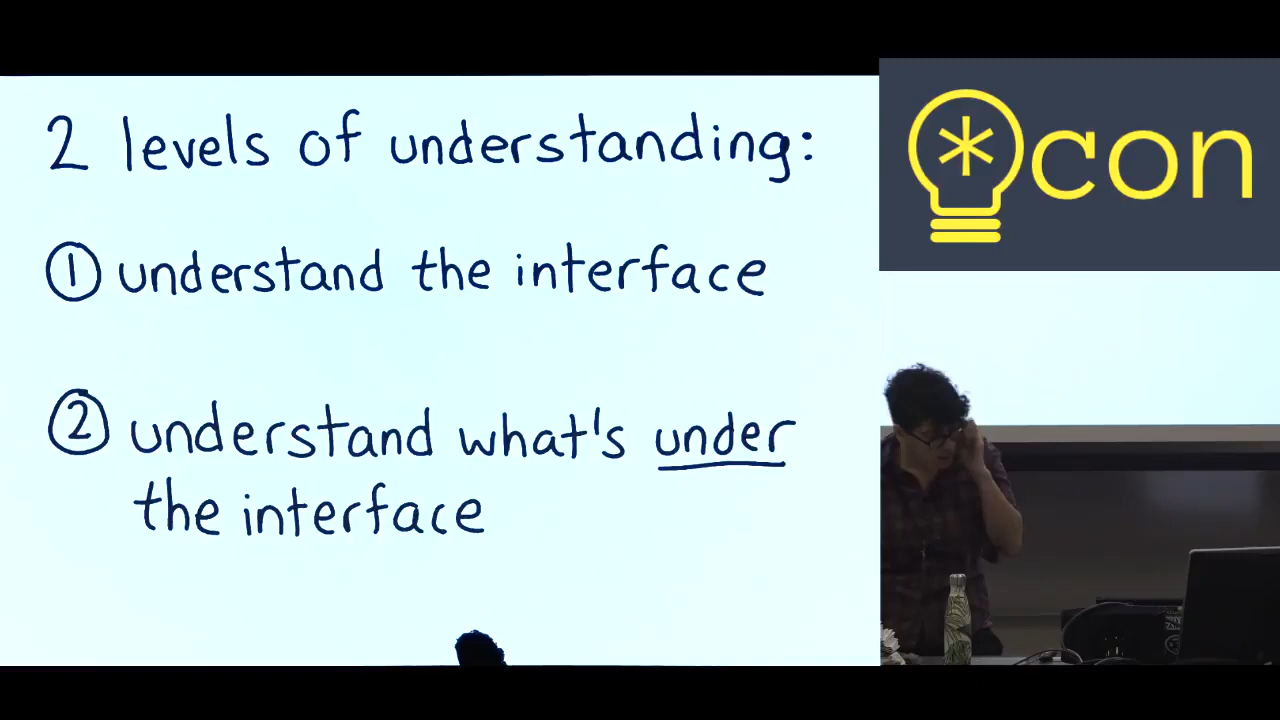 2 levels of understanding:
① understand the interface
② understand what's under
the interface
*con